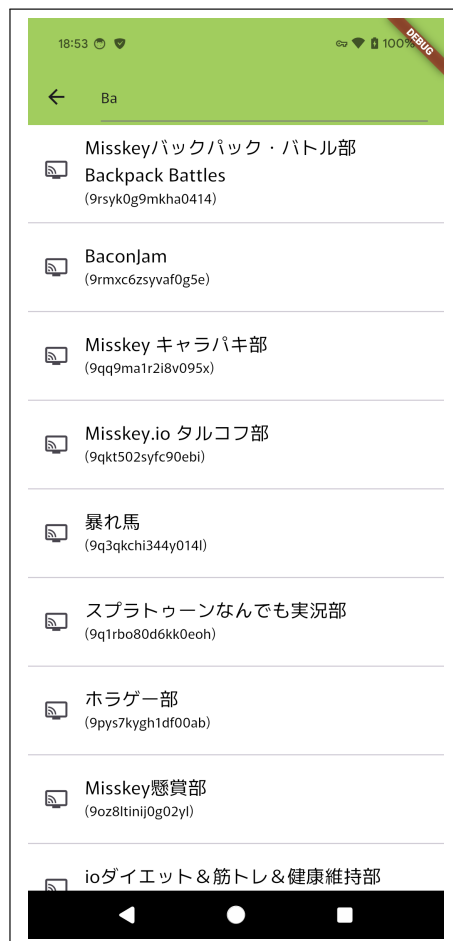 18:53
100%
DEBUG
Ba
Misskeyバックパック・バトル部
Backpack Battles
(9rsyk0g9mkha0414)
BaconJam
(9rmxc6zsyvaf0g5e)
Misskey キャラパキ部
(9qq9ma1r2i8v095x)
Misskey.io タルコフ部
(9qkt502syfc90ebi)
暴れ馬
(9q3qkchi344y014l)
スプラトゥーンなんでも実況部
(9q1rbo80d6kk0eoh)
ホラゲー部
(9pys7kygh1df00ab)
Misskey懸賞部
(9oz8ltinij0g02yl)
ioダイエット＆筋トレ＆健康維持部